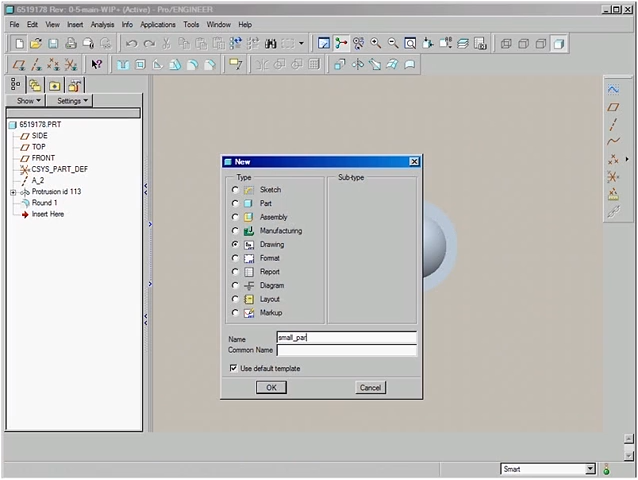 6519178 Rev: 0-5-main-WIP+ (Active) - Pro/ENGINEER
File Edit View Insert Analysis Info Applications Tools Window Help
Show Settings
6519178.PRT
SIDE
TOP
FRONT
CSYS_PART_DEF
A_2
Protrusion id 113
Round 1
Insert Here
New
Type
Sub-type
Sketch
Part
Assembly
Manufacturing
Drawing
Format
Report
Diagram
Layout
Markup
Name small_par
Common Name
Use default template
OK Cancel
Smart